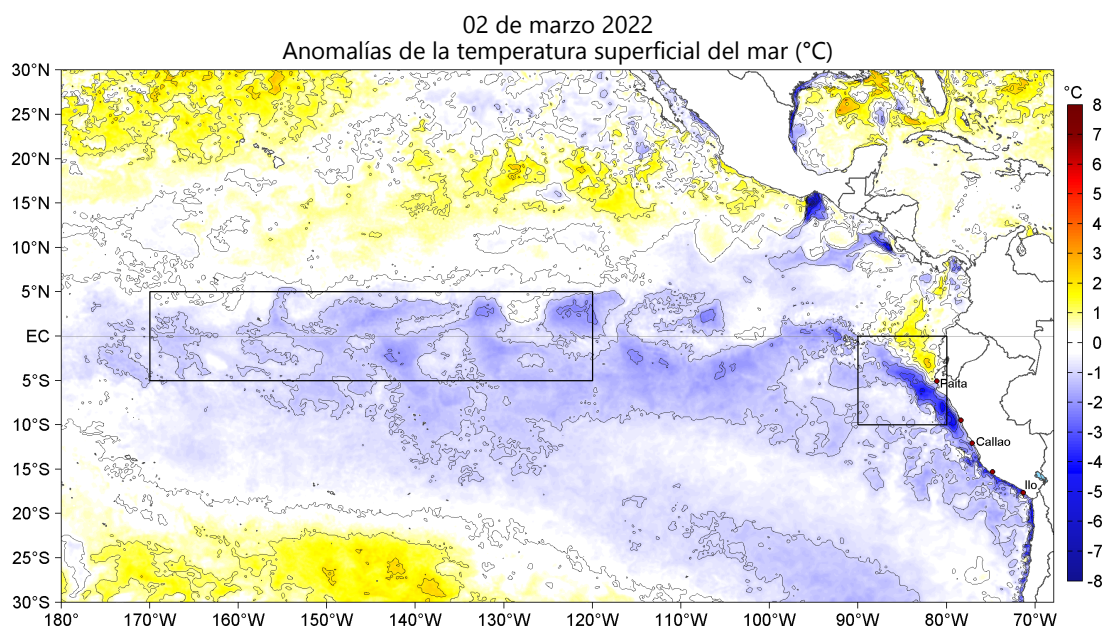 02 de marzo 2022
Anomalías de la temperatura superficial del mar (°C)
30°N
25°N
20°N
15°N
10°N
5°N
EC
5°S
10°S
15°S
20°S
25°S
30°S
Paita
Callao
Ilo
180
170°W
160°W
150°W
140°W
130°W
120°W
110°W
100°W
90°W
80°W
70°W
°C
8
7
6
5
4
3
2
1
0
-1
-2
-3
-4
-5
-6
-7
-8